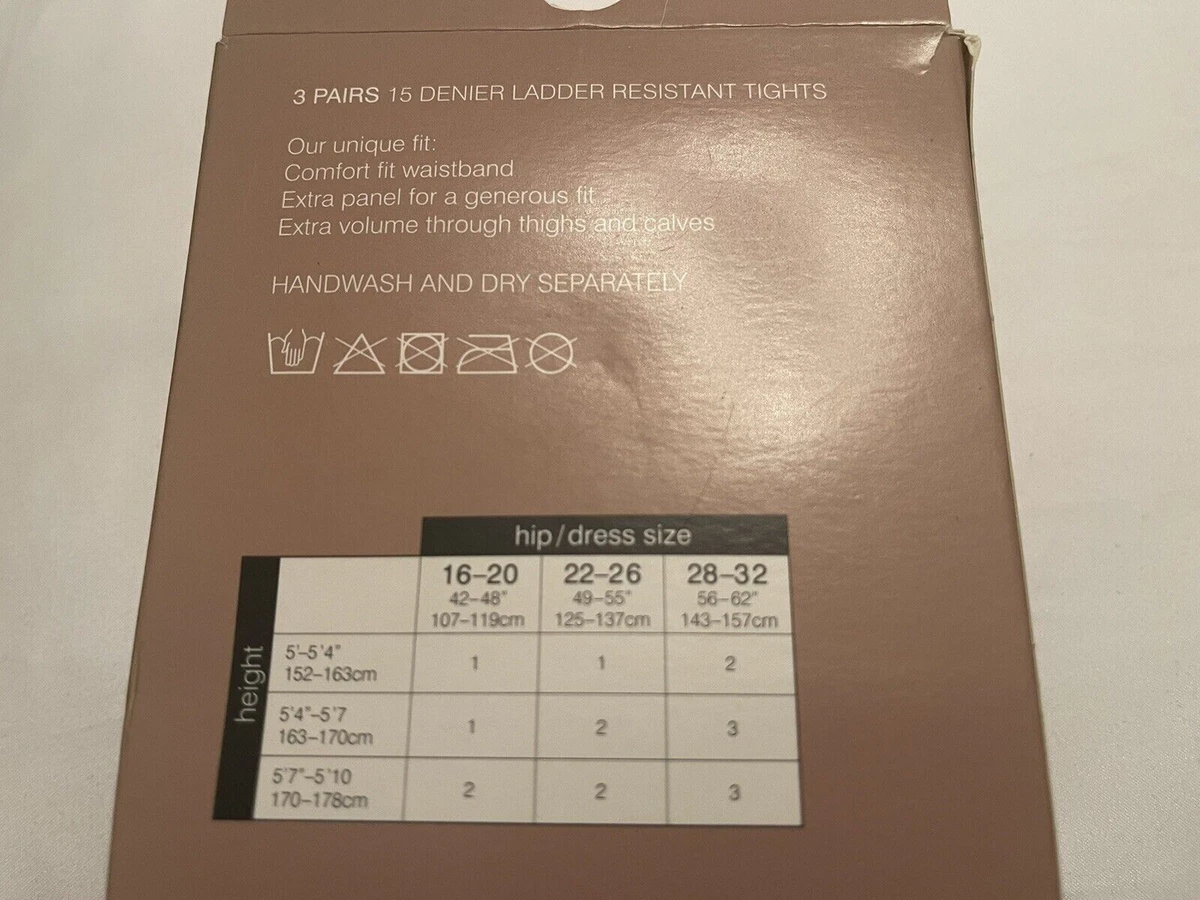 3 PAIRS 15 DENIER LADDER RESISTANT TIGHTS
Our unique fit:
Comfort fit waistband
Extra panel for a generous fit
Extra volume through thighs and calves
HANDWASH AND DRY SEPARATELY
hip/dress size
16–20 22–26 28–32
42–48" 49–55" 56–62"
107–119cm 125–137cm 143–157cm
height
5'–5'4"
152–163cm
1 1 2
5'4"–5'7
163–170cm
1 2 3
5'7"–5'10
170–178cm
2 2 3